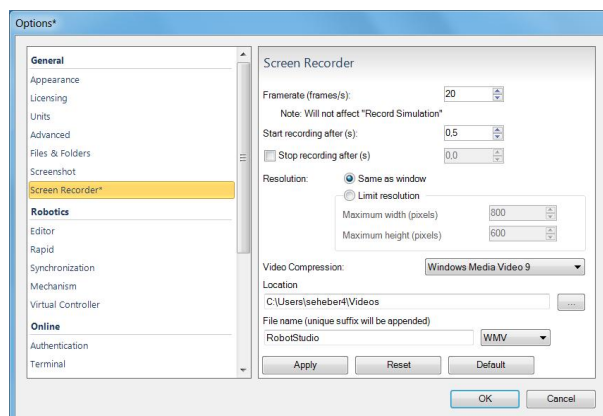 Options*
General
Appearance
Licensing
Units
Advanced
Files & Folders
Screenshot
Screen Recorder*
Robotics
Editor
Rapid
Synchronization
Mechanism
Virtual Controller
Online
Authentication
Terminal
Screen Recorder
Framerate (frames/s): 20
Note: Will not affect "Record Simulation"
Start recording after (s): 0,5
Stop recording after (s) 0,0
Resolution: Same as window
Limit resolution
Maximum width (pixels) 800
Maximum height (pixels) 600
Video Compression: Windows Media Video 9
Location
C:\Users\seheber4\Videos ...
File name (unique suffix will be appended)
RobotStudio WMV
Apply Reset Default
OK Cancel